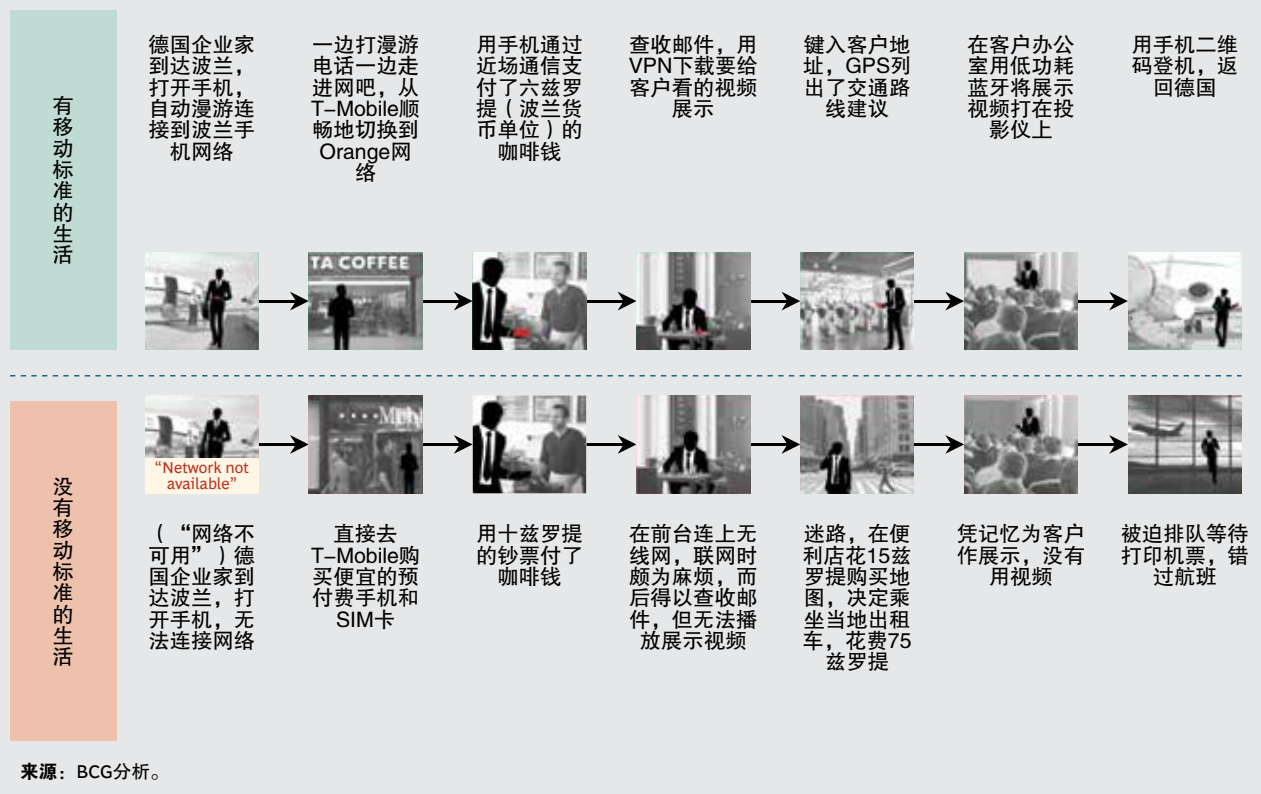 有移动标准的生活
德国企业家
到达波兰，
打开手机，
自动漫游连
接到波兰手
机网络
一边打漫游
电话一边走
进网吧，从
T–Mobile顺
畅地切换到
Orange网
络
用手机通过
近场通信支
付了六兹罗
提（波兰货
币单位）的
咖啡钱
查收邮件，用
VPN下载要给
客户看的视频
展示
键入客户地
址，GPS列
出了交通路
线建议
在客户办公
室用低功耗
蓝牙将展示
视频打在投
影仪上
用手机二维
码登机，返
回德国
TA COFFEE
没有移动标准的生活
“Network not
available”
Mobi
（“网络不
可用”）德
国企业家到
达波兰，打
开手机，无
法连接网络
直接去
T–Mobile购
买便宜的预
付费手机和
SIM卡
用十兹罗提
的钞票付了
咖啡钱
在前台连上无
线网，联网时
颇为麻烦，而
后得以查收邮
件，但无法播
放展示视频
迷路，在便
利店花15兹
罗提购买地
图，决定乘
坐当地出租
车，花费75
兹罗提
凭记忆为客户
作展示，没有
用视频
被迫排队等待
打印机票，错
过航班
来源：BCG分析。